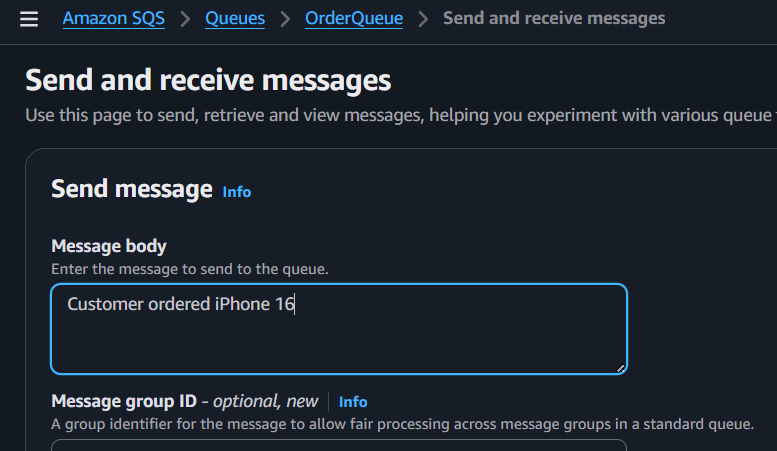 Amazon SQS > Queues > OrderQueue > Send and receive messages
Send and receive messages
Use this page to send, retrieve and view messages, helping you experiment with various queue
Send message Info
Message body
Enter the message to send to the queue.
Customer ordered iPhone 16
Message group ID - optional, new | Info
A group identifier for the message to allow fair processing across message groups in a standard queue.